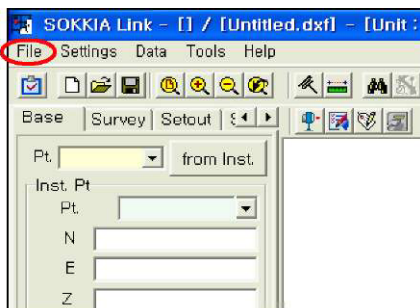 SOKKIA Link - [] / [Untitled.dxf] - [Unit :
File Settings Data Tools Help
Base Survey Setout
Pt. from Inst.
Inst. Pt
Pt.
N
E
Z